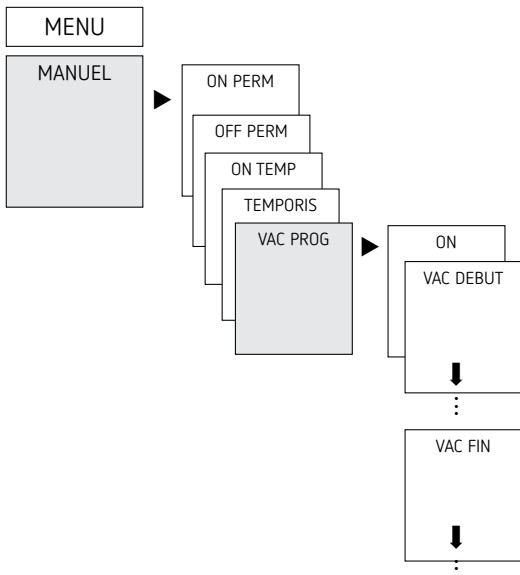 MENU
MANUEL
ON PERM
OFF PERM
ON TEMP
TEMPORIS
VAC PROG
ON
VAC DEBUT
VAC FIN